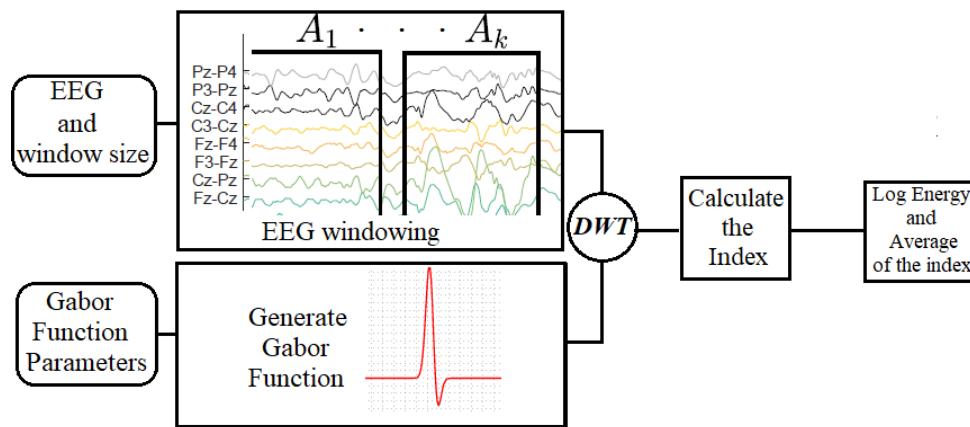 A₁ · · · Aₖ
EEG
and
window size
Pz-P4
P3-Pz
Cz-C4
C3-Cz
Fz-F4
F3-Fz
Cz-Pz
Fz-Cz
EEG windowing
DWT
Calculate
the
Index
Log Energy
and
Average
of the index
Gabor
Function
Parameters
Generate
Gabor
Function